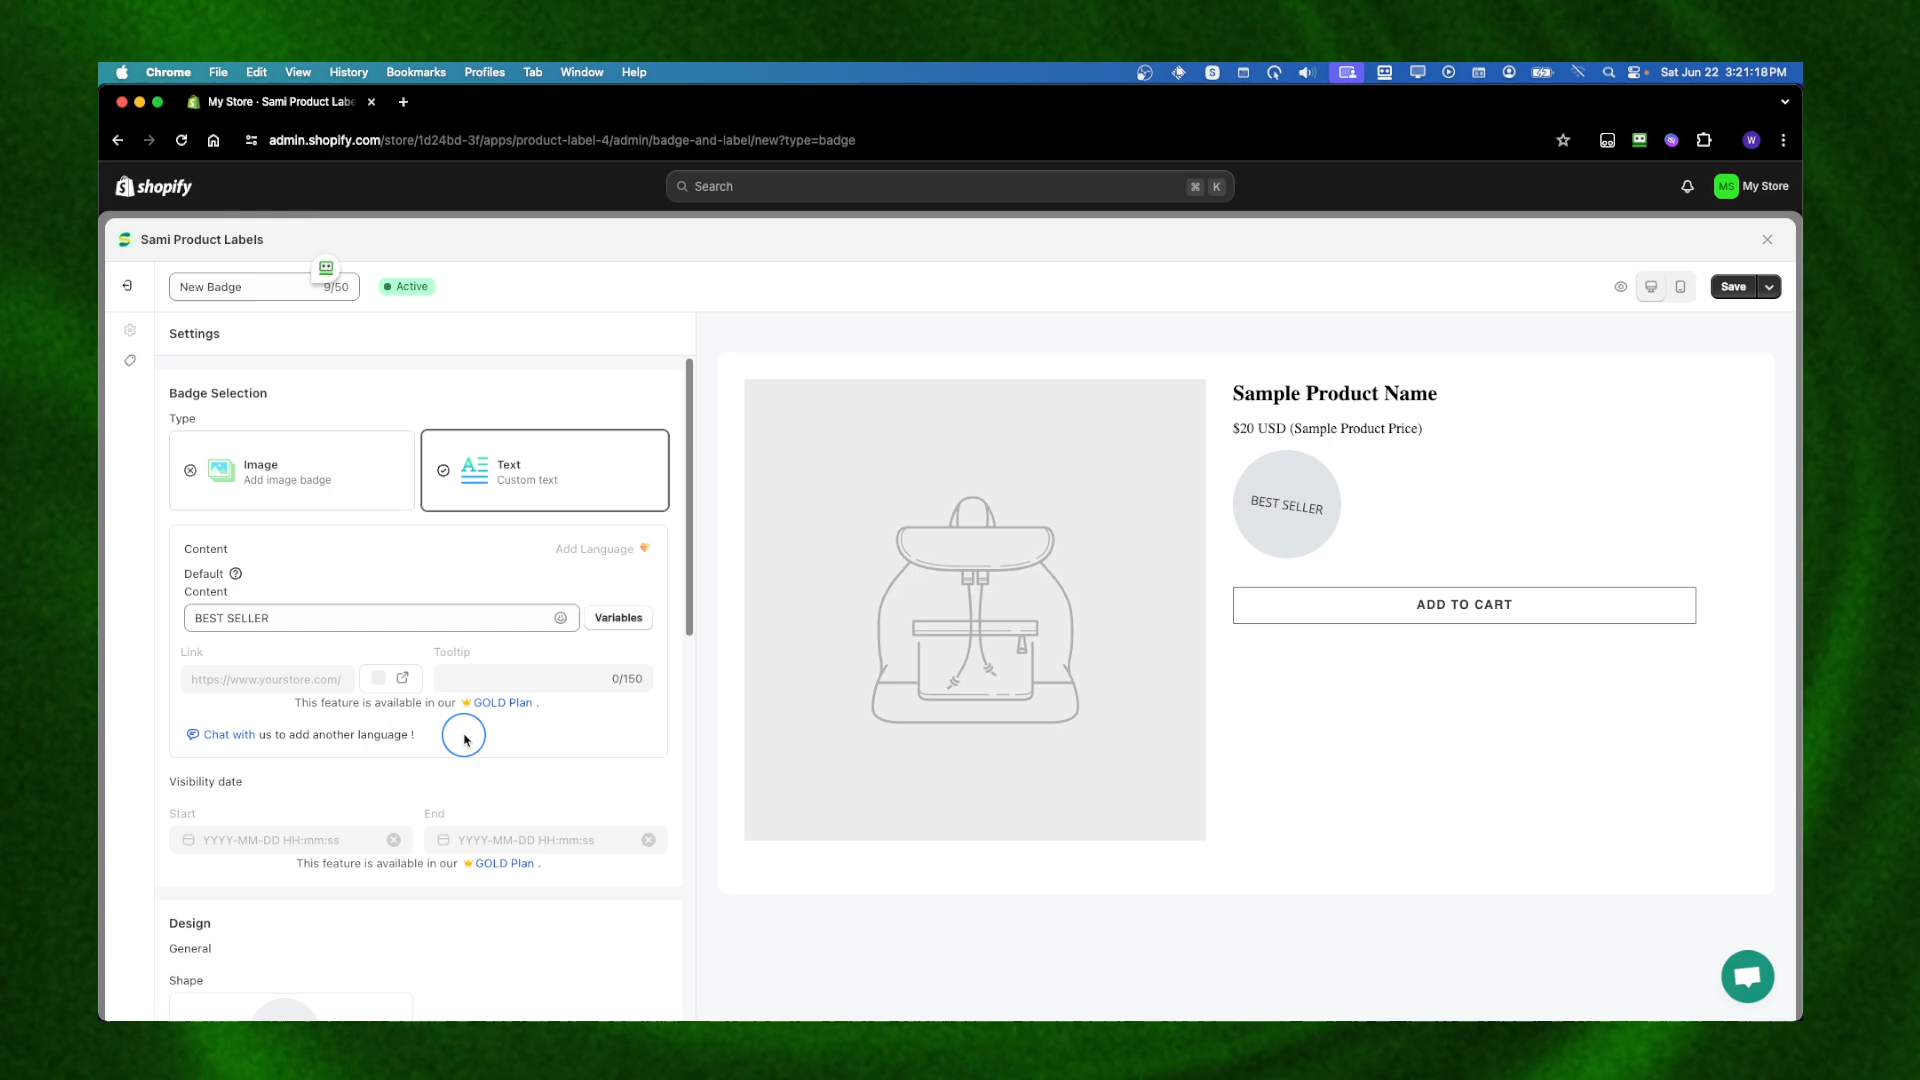 Chrome File Edit View History Bookmarks Profiles Tab Window Help
S
Sat Jun 22 3:21:18 PM
My Store · Sami Product Labe
admin.shopify.com/store/1d24bd-3f/apps/product-label-4/admin/badge-and-label/new?type=badge
W
shopify
Search
⌘ K
MS My Store
Sami Product Labels
New Badge 9/50
Active
Save
Settings
Badge Selection
Type
Image
Add image badge
Text
Custom text
Content
Add Language
Default
Content
BEST SELLER
Variables
Link
Tooltip
https://www.yourstore.com/
0/150
This feature is available in our GOLD Plan .
Chat with us to add another language !
Visibility date
Start
End
YYYY-MM-DD HH:mm:ss
YYYY-MM-DD HH:mm:ss
This feature is available in our GOLD Plan .
Design
General
Shape
Sample Product Name
$20 USD (Sample Product Price)
BEST SELLER
ADD TO CART